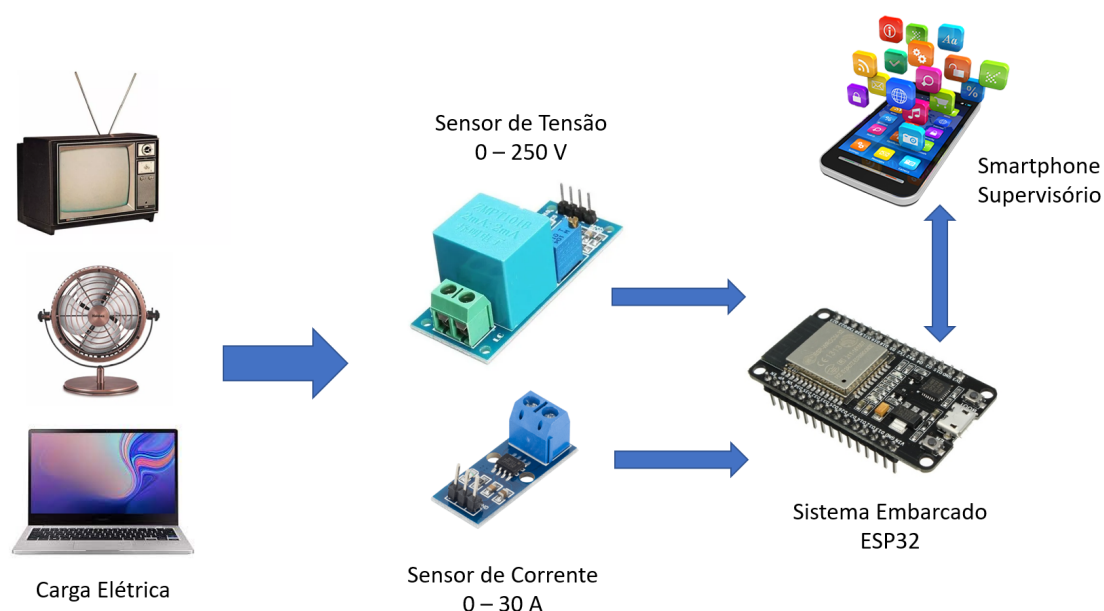 Sensor de Tensão
0 – 250 V
Smartphone
Supervisório
Carga Elétrica
Sensor de Corrente
0 – 30 A
Sistema Embarcado
ESP32